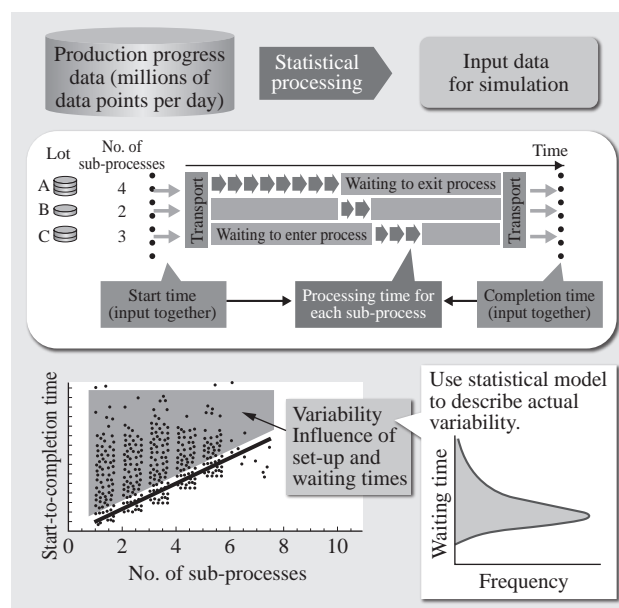 Production progress
data (millions of
data points per day)
Statistical
processing
Input data
for simulation
Lot
No. of
sub-processes
Time
A
4
B
2
C
3
Transport
Waiting to exit process
Waiting to enter process
Transport
Start time
(input together)
Processing time for
each sub-process
Completion time
(input together)
Start-to-completion time
Variability
Influence of
set-up and
waiting times
0
2
4
6
8
10
No. of sub-processes
Use statistical model
to describe actual
variability.
Waiting time
Frequency